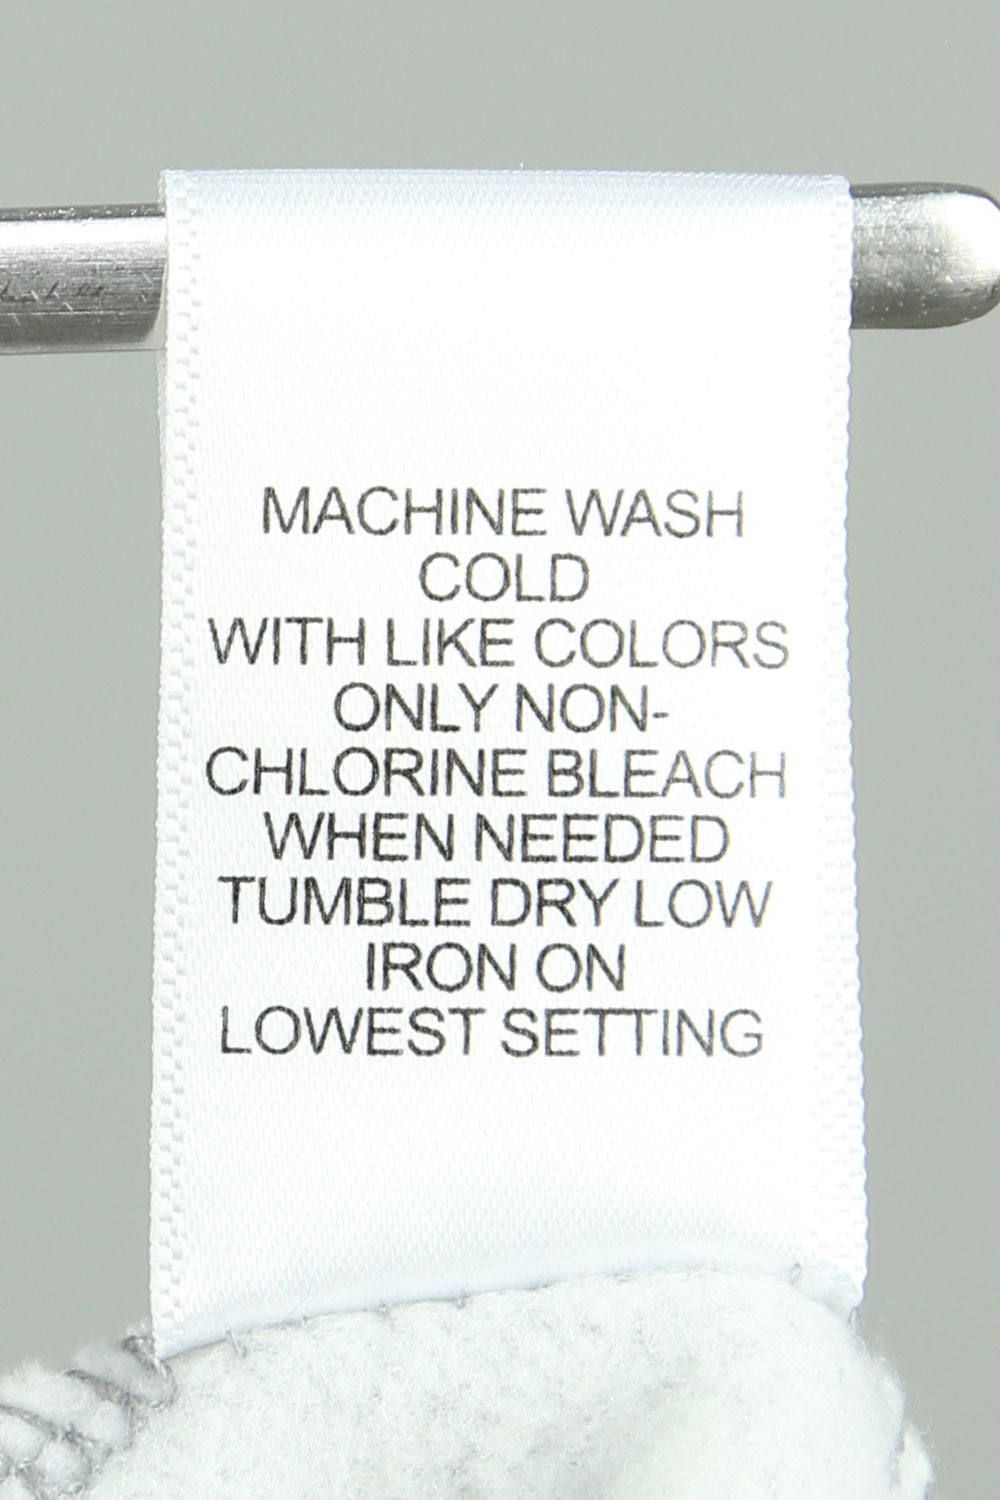 MACHINE WASH
COLD
WITH LIKE COLORS
ONLY NON-
CHLORINE BLEACH
WHEN NEEDED
TUMBLE DRY LOW
IRON ON
LOWEST SETTING